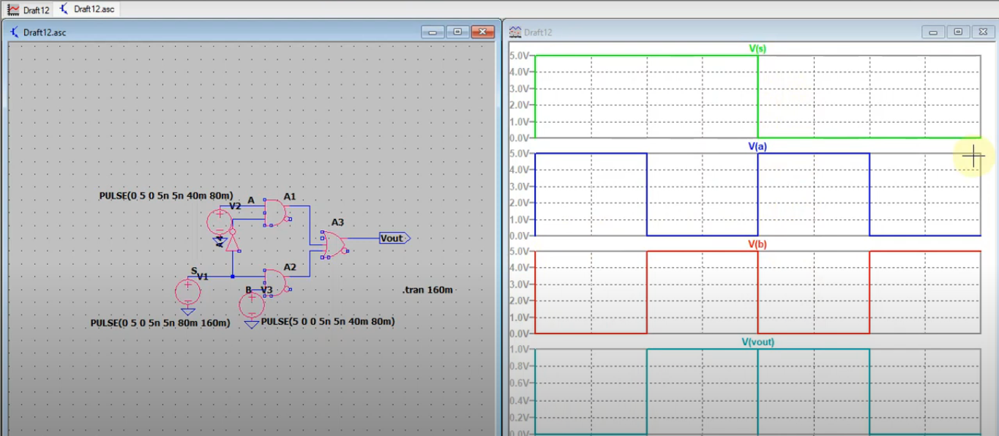 Draft12
Draft12.asc
Draft12.asc
PULSE(0 5 0 5n 5n 40m 80m)
V2
A
A1
A3
Vout
A4
S
V1
A2
B
V3
.tran 160m
PULSE(0 5 0 5n 5n 80m 160m)
PULSE(5 0 0 5n 5n 40m 80m)
Draft12
V(s)
5.0V
4.0V
3.0V
2.0V
1.0V
0.0V
V(a)
5.0V
4.0V
3.0V
2.0V
1.0V
0.0V
V(b)
5.0V
4.0V
3.0V
2.0V
1.0V
0.0V
V(vout)
1.0V
0.8V
0.6V
0.4V
0.2V
0.0V